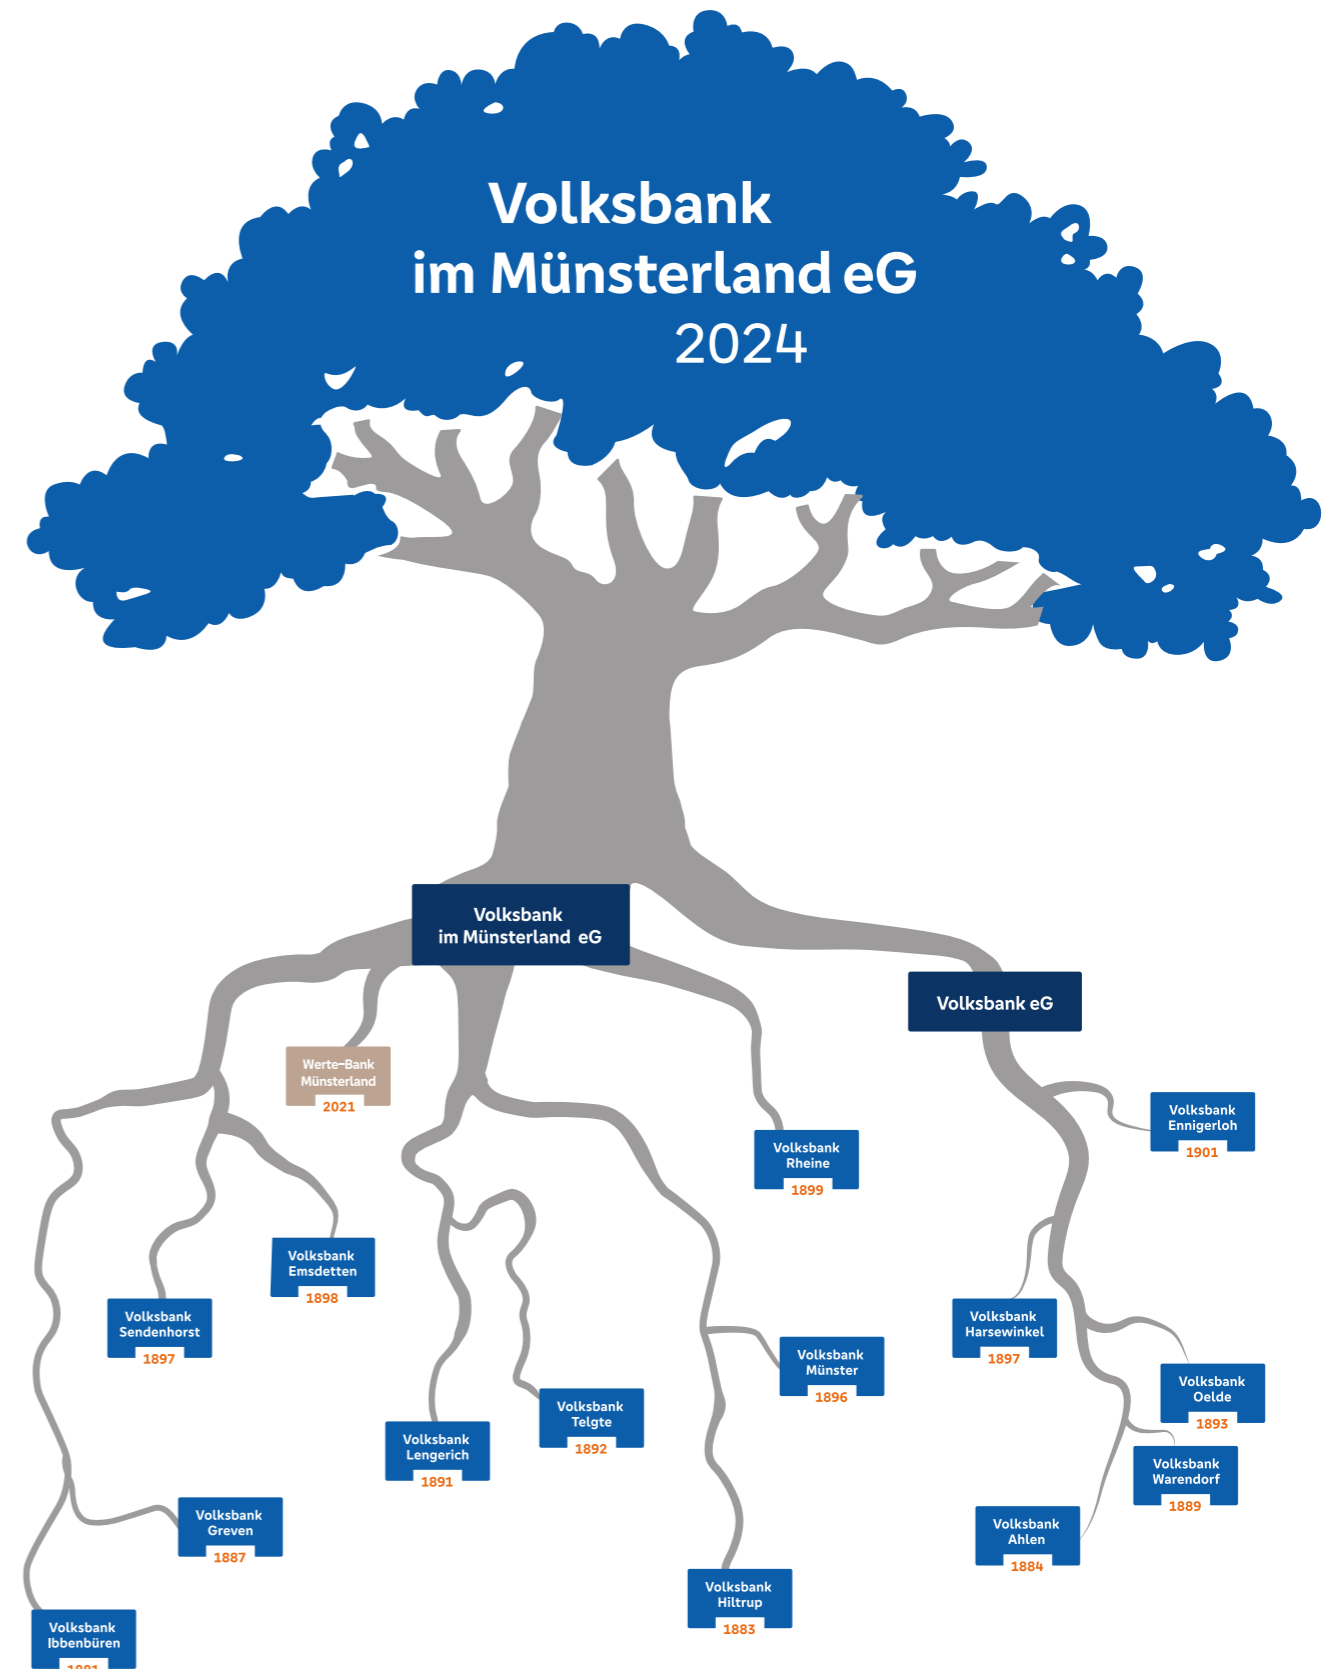 Volksbank
im Münsterland eG
2024
Volksbank
im Münsterland eG
Volksbank eG
Werte-Bank
Münsterland
2021
Volksbank
Ennigerloh
1901
Volksbank
Rheine
1899
Volksbank
Emsdetten
1898
Volksbank
Sendenhorst
1897
Volksbank
Harsewinkel
1897
Volksbank
Münster
1896
Volksbank
Oelde
1893
Volksbank
Telgte
1892
Volksbank
Lengerich
1891
Volksbank
Warendorf
1889
Volksbank
Greven
1887
Volksbank
Ahlen
1884
Volksbank
Hiltrup
1883
Volksbank
Ibbenbüren